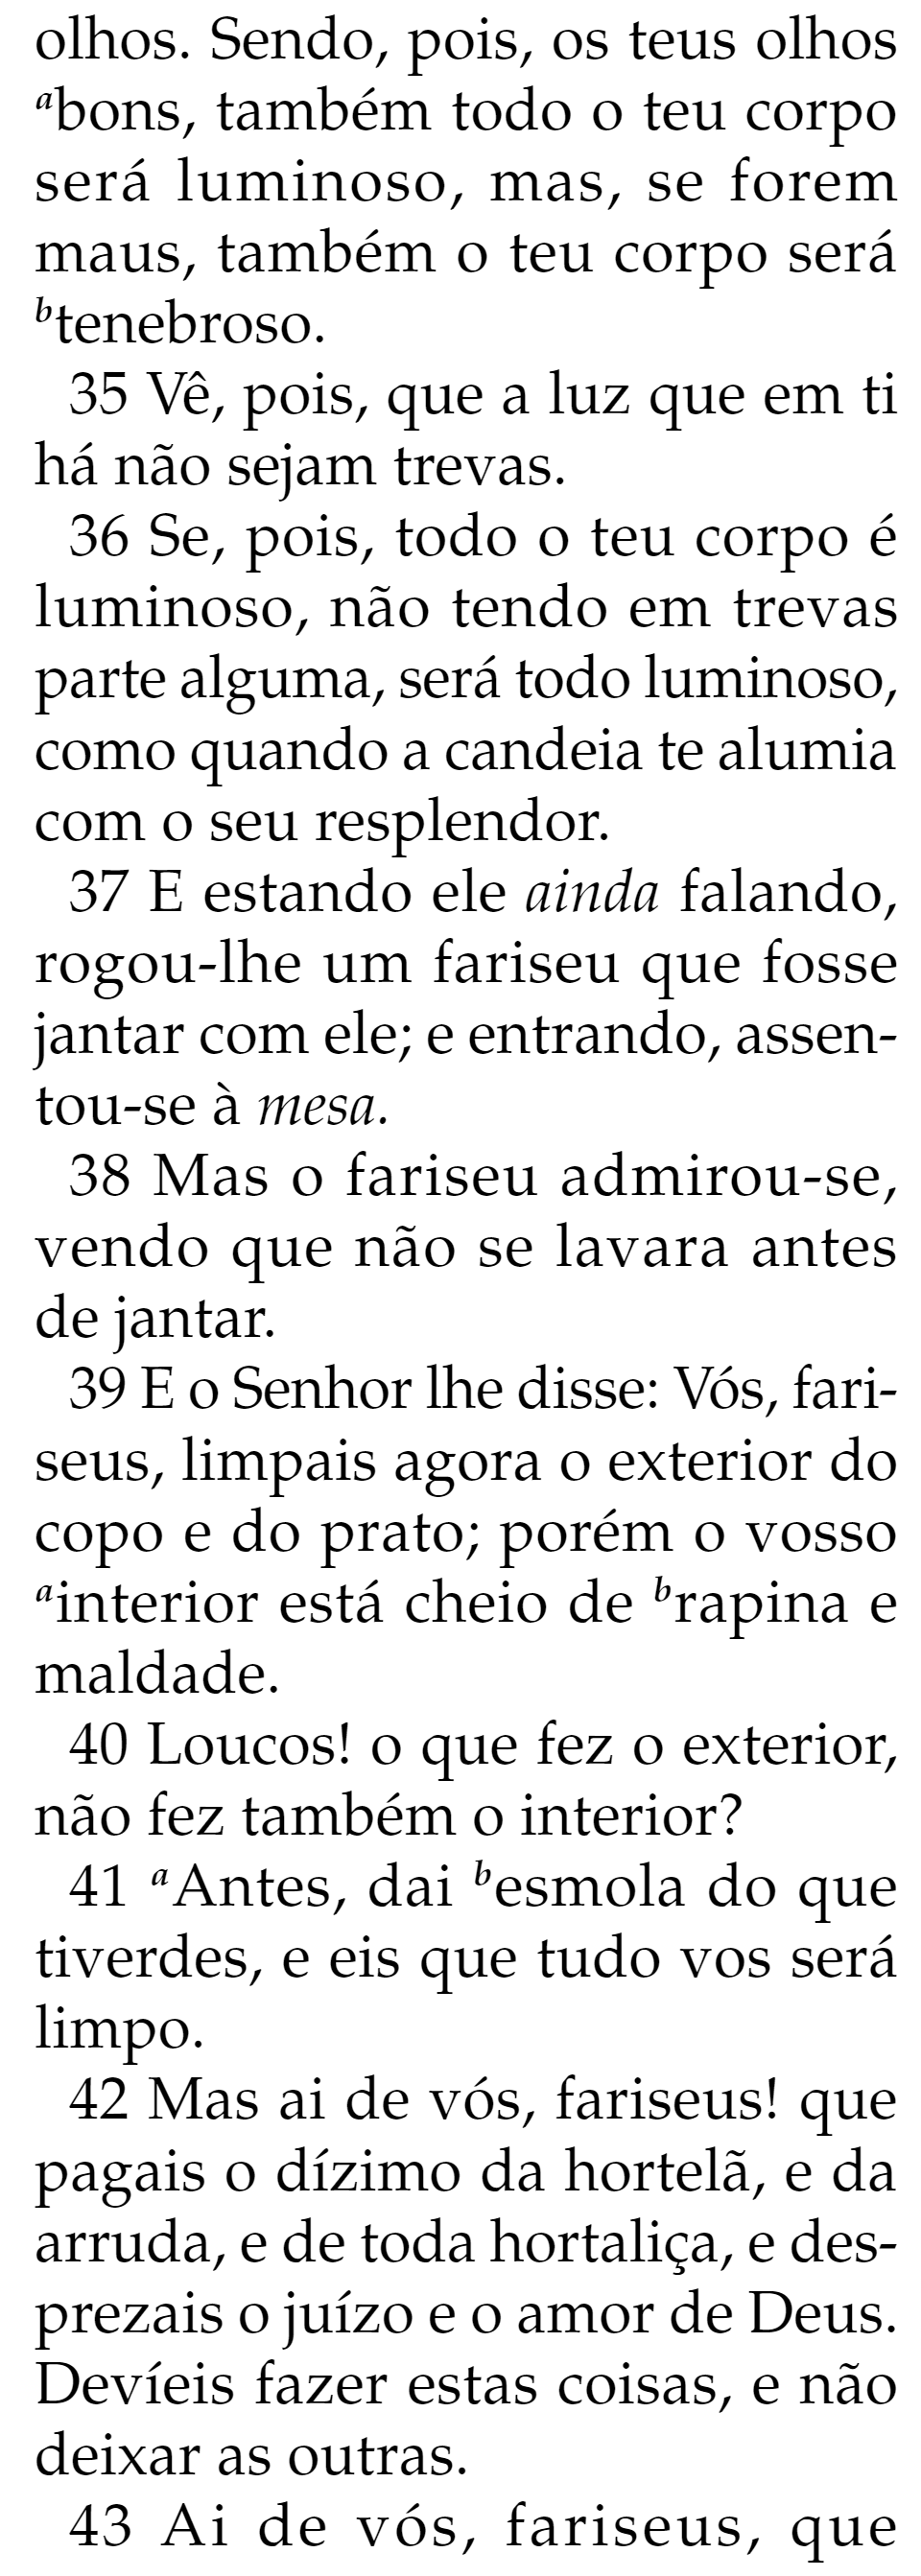 olhos. Sendo, pois, os teus olhos
ᵃbons, também todo o teu corpo
será luminoso, mas, se forem
maus, também o teu corpo será
ᵇtenebroso.
35 Vê, pois, que a luz que em ti
há não sejam trevas.
36 Se, pois, todo o teu corpo é
luminoso, não tendo em trevas
parte alguma, será todo luminoso,
como quando a candeia te alumia
com o seu resplendor.
37 E estando ele ainda falando,
rogou-lhe um fariseu que fosse
jantar com ele; e entrando, assen-
tou-se à mesa.
38 Mas o fariseu admirou-se,
vendo que não se lavara antes
de jantar.
39 E o Senhor lhe disse: Vós, fari-
seus, limpais agora o exterior do
copo e do prato; porém o vosso
ᵃinterior está cheio de ᵇrapina e
maldade.
40 Loucos! o que fez o exterior,
não fez também o interior?
41 ᵃAntes, dai ᵇesmola do que
tiverdes, e eis que tudo vos será
limpo.
42 Mas ai de vós, fariseus! que
pagais o dízimo da hortelã, e da
arruda, e de toda hortaliça, e des-
prezais o juízo e o amor de Deus.
Devíeis fazer estas coisas, e não
deixar as outras.
43 Ai de vós, fariseus, que